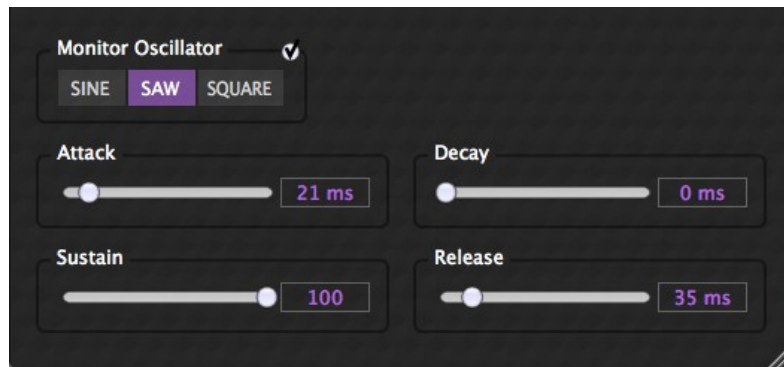 Monitor Oscillator
SINE SAW SQUARE
Attack
21 ms
Decay
0 ms
Sustain
100
Release
35 ms